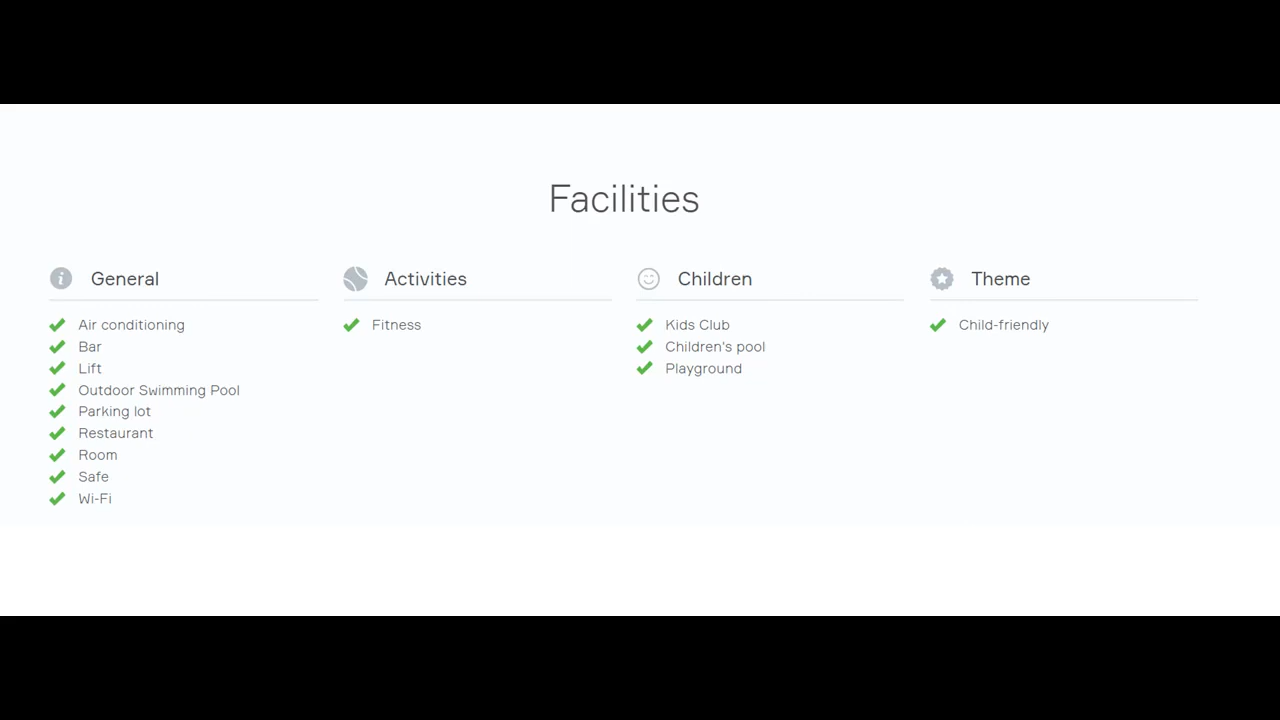 Facilities
General
Air conditioning
Bar
Lift
Outdoor Swimming Pool
Parking lot
Restaurant
Room
Safe
Wi-Fi
Activities
Fitness
Children
Kids Club
Children's pool
Playground
Theme
Child-friendly